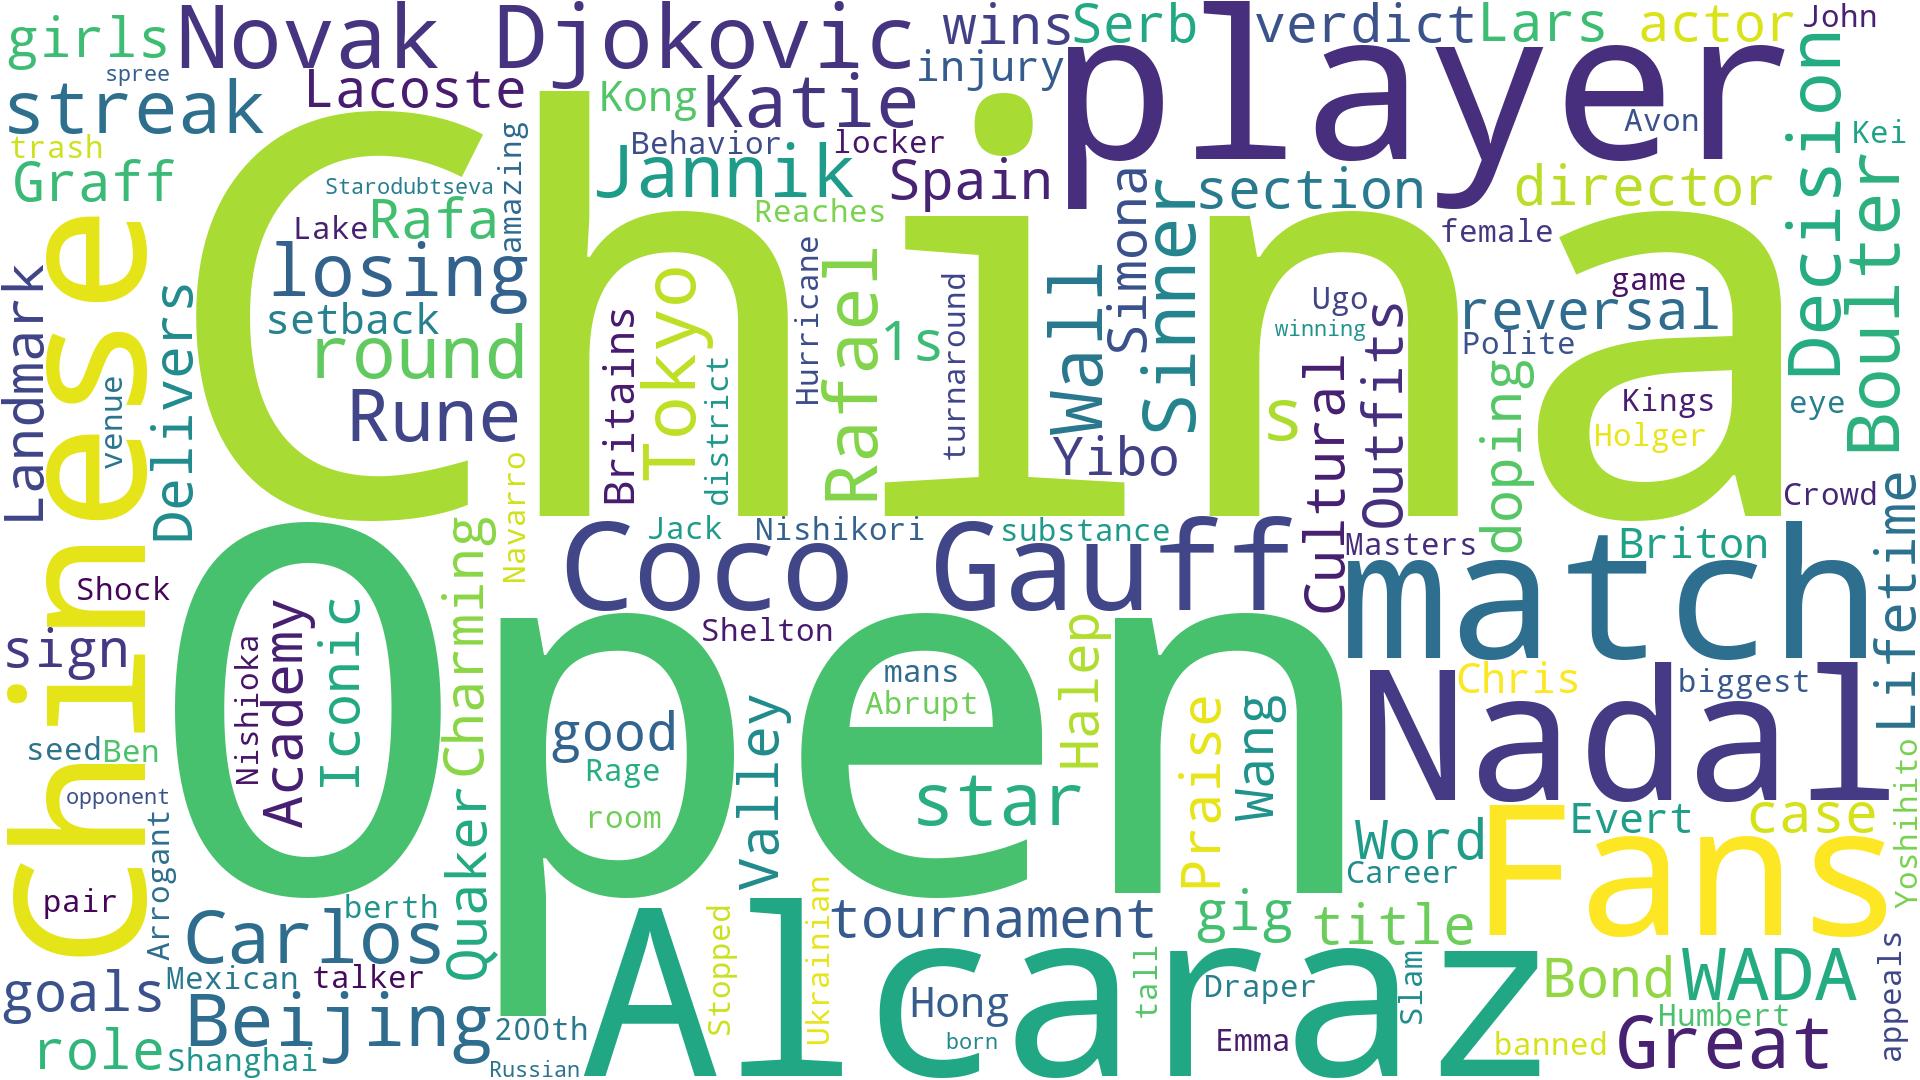 girls
Novak Djokovic
wins
Serb
player
verdict
Lars
actor
John
spree
streak
Lacoste
Kong
Katie
injury
Avon
Decision
Kei
trash
Graff
Starodubtseva
amazing
Behavior
locker
Jannik
Spain
section
director
Boulter
Lake
Rafa
Reaches
Simona
Sinner
female
China
Chinese
Landmark
Delivers
losing
setback
round
Rune
venue
Britains
Tokyo
district
Hurricane
Rafael
1s
turnaround
Wall
Yibo
Ugo
winning
s
Cultural
Outfits
game
reversal
Polite
doping
Kings
Holger
eye
Crowd
Navarro
Charming
Jack
Nishikori
substance
Coco Gauff
Masters
Briton
match
Lifetime
Shock
sign
Nishioka
Academy
Iconic
Open
Shelton
mans
Abrupt
Halep
good
Rage
room
Valley
star
Praise
Wang
Nadal
Chris
biggest
seed
Ben
opponent
Arrogant
Quaker
Word
Evert
case
Fans
Career
Yoshihito
pair
berth
Carlos
Mexican
talker
goals
Beijing
role
Shanghai
200th
Russian
Alcaraz
Stopped
Ukrainian
tournament
Hong
born
tall
gig
title
Draper
Emma
Slam
Bond
WADA
Humbert
banned
Great
appeals